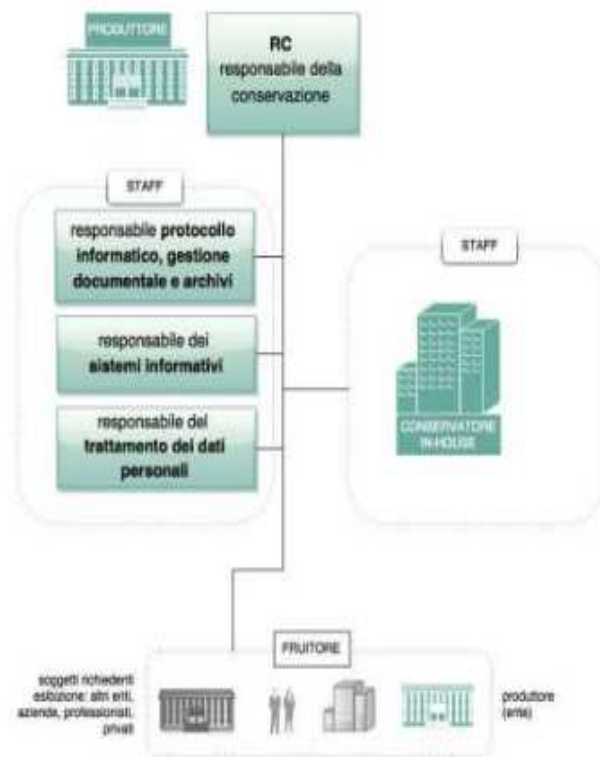 PRODUTTORE
RC
responsabile della
conservazione
STAFF
responsabile protocollo
informatico, gestione
documentale e archivi
responsabile dei
sistemi informativi
responsabile del
trattamento dei dati
personali
STAFF
CONSERVATORE
IN-HOUSE
FRUITORE
soggetti richiedenti
esibizione: altri enti,
aziende, professionisti,
privati
produttore
(ente)